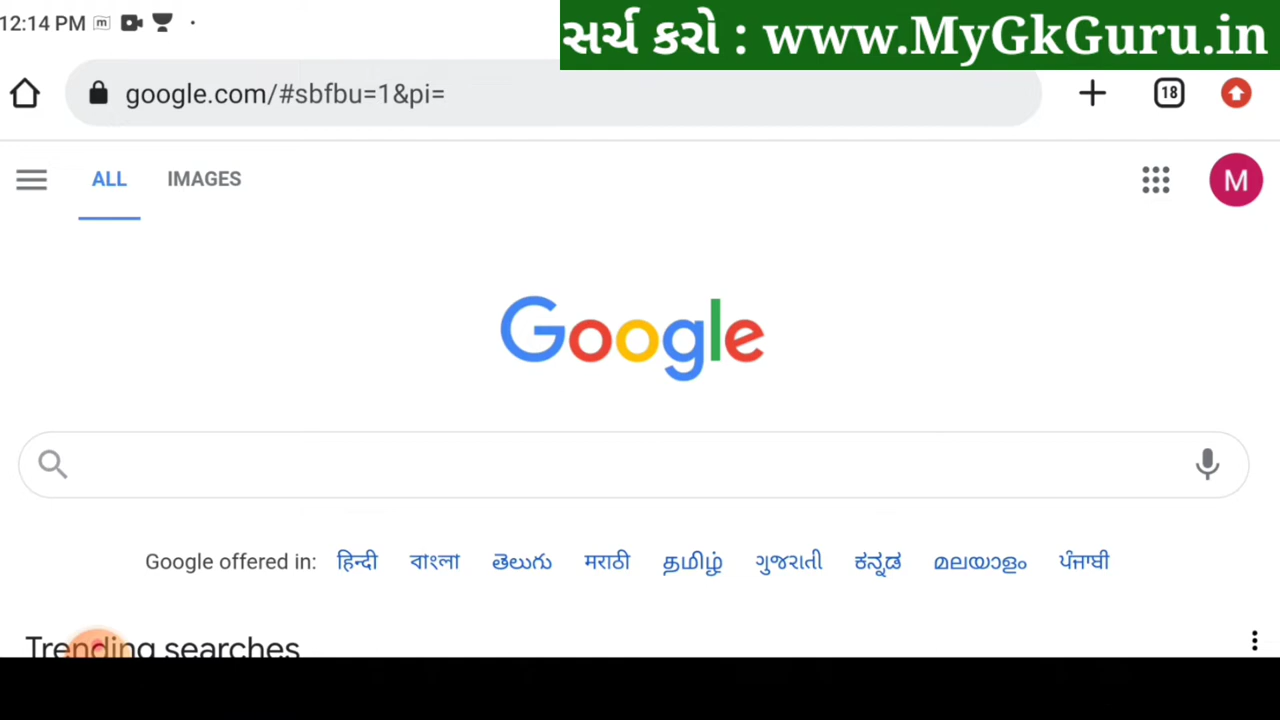 12:14 PM
સર્ચ કરો : www.MyGkGuru.in
google.com/#sbfbu=1&pi=
18
ALL IMAGES
M
Google
Google offered in: हिन्दी বাংলা తెలుగు मराठी தமிழ் ગુજરાતી ಕನ್ನಡ മലയാളം ਪੰਜਾਬੀ
Trending searches